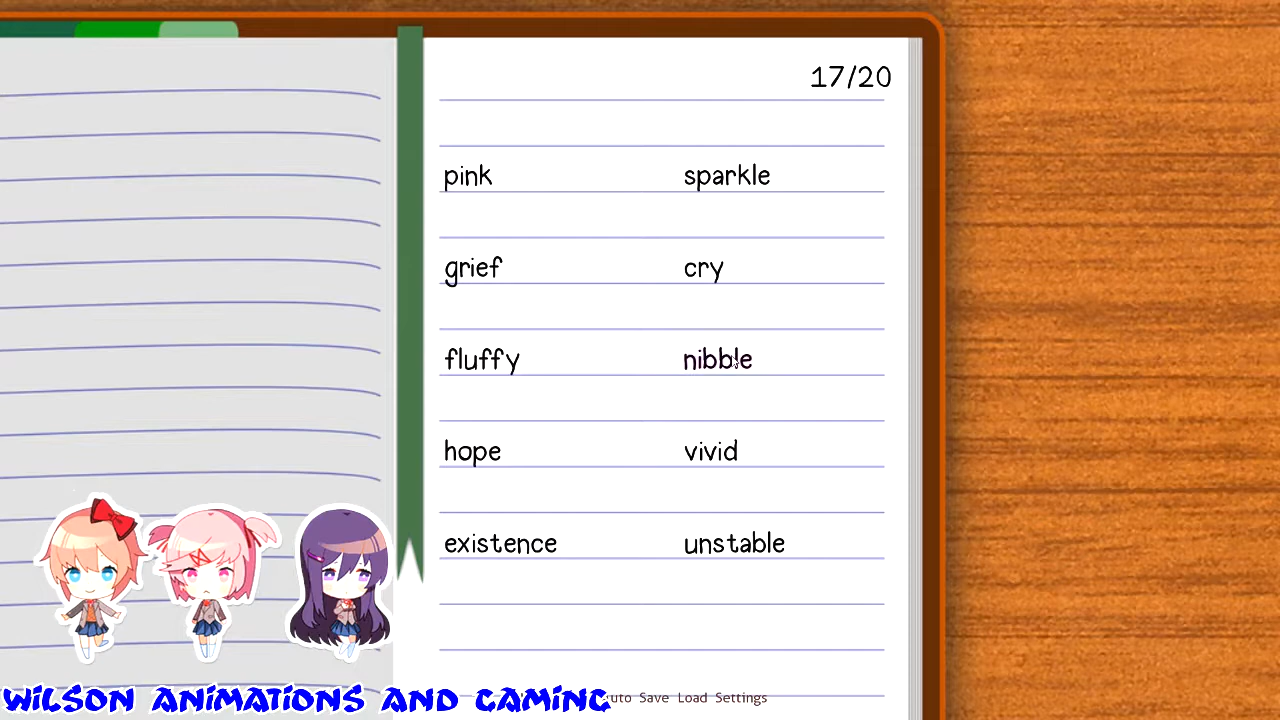 17/20
pink sparkle
grief cry
fluffy nibble
hope vivid
existence unstable
uto Save Load Settings
WILSON ANIMATIONS AND GAMING